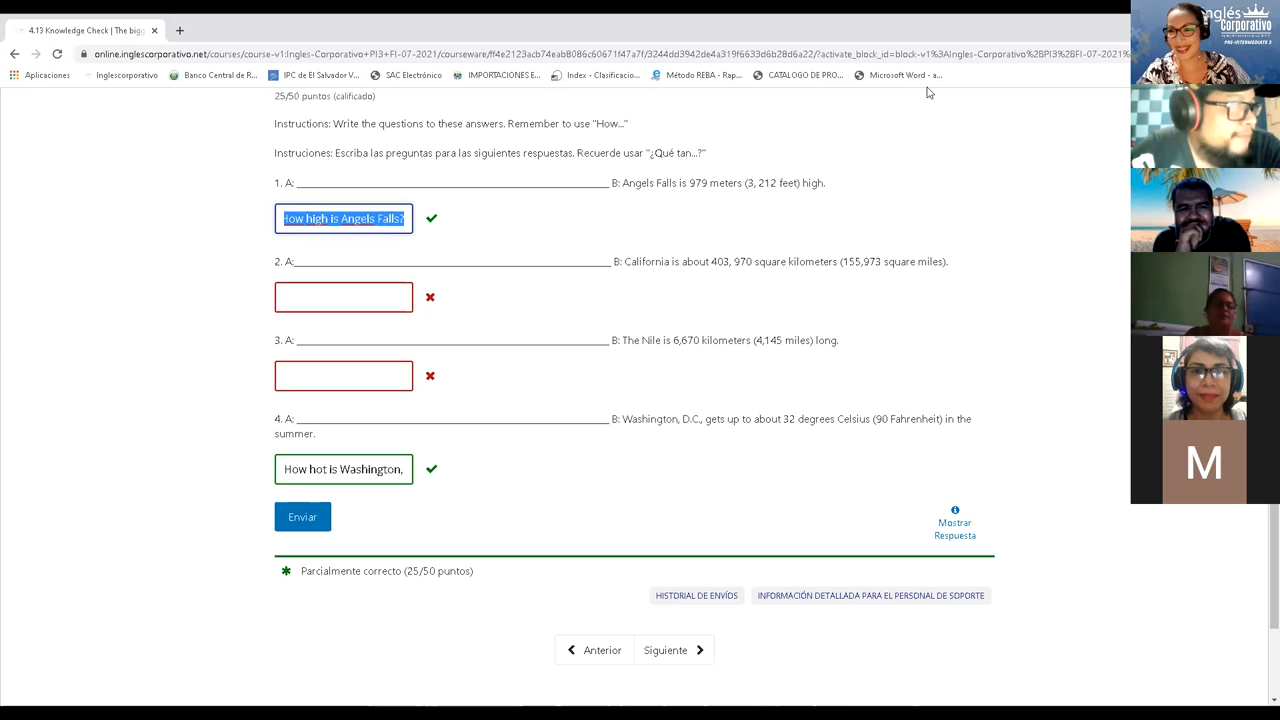 4.13 Knowledge Check | The bigg
online.inglescorporativo.net/courses/course-v1:Ingles-Corporativo+PI3+FI-07-2021/courseware/ff4e2123a9ab4fa6b64ab8086c60671f47a7f/3244dd3942de4a319f6633d6b28d6a22/?activate_block_id=block-v1%3AIngles-Corporativo%2BPI3%2BFI-07-2021%
Aplicaciones
Inglescorporativo
Banco Central de R...
IPC de El Salvador V...
SAC Electrónico
IMPORTACIONES E...
Index - Clasificacio...
Método REBA - Rap...
CATALOGO DE PRO...
Microsoft Word - a...
Inglés
Corporativo
PRE-INTERMEDIATE 3
25/50 puntos (calificado)
Instructions: Write the questions to these answers. Remember to use "How..."
Instruciones: Escriba las preguntas para las siguientes respuestas. Recuerde usar "¿Qué tan...?"
1. A: ________________ B: Angels Falls is 979 meters (3, 212 feet) high.
How high is Angels Falls?
2. A:________________ B: California is about 403, 970 square kilometers (155,973 square miles).
3. A: ________________ B: The Nile is 6,670 kilometers (4,145 miles) long.
4. A: ________________ B: Washington, D.C., gets up to about 32 degrees Celsius (90 Fahrenheit) in the
summer.
How hot is Washington,
M
Enviar
Mostrar
Respuesta
Parcialmente correcto (25/50 puntos)
HISTORIAL DE ENVÍOS
INFORMACIÓN DETALLADA PARA EL PERSONAL DE SOPORTE
Anterior
Siguiente